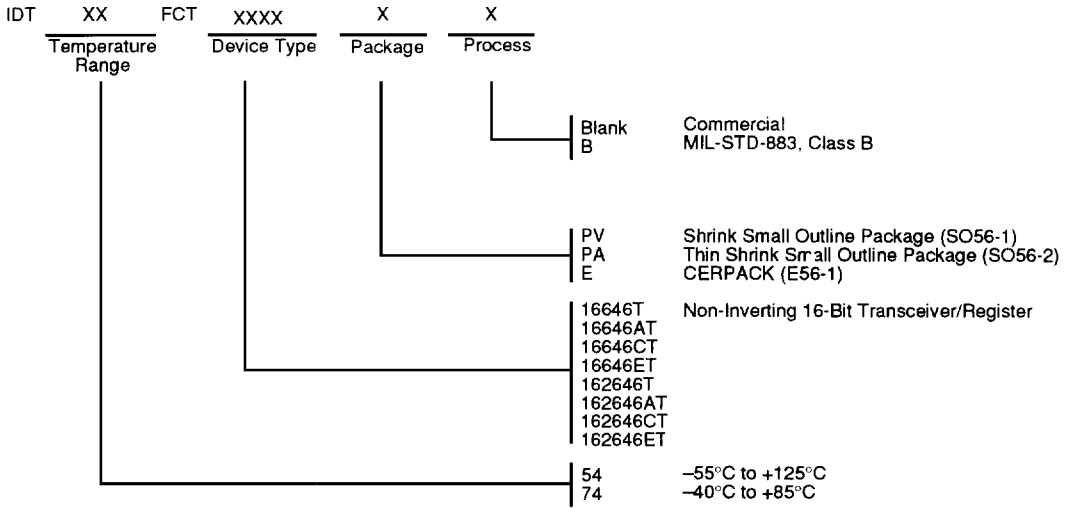 IDT XX FCT XXXX X X
Temperature Range Device Type Package Process
Blank Commercial
B MIL-STD-883, Class B
PV Shrink Small Outline Package (SO56-1)
PA Thin Shrink Small Outline Package (SO56-2)
E CERPACK (E56-1)
16646T Non-Inverting 16-Bit Transceiver/Register
16646AT
16646CT
16646ET
162646T
162646AT
162646CT
162646ET
54 –55°C to +125°C
74 –40°C to +85°C